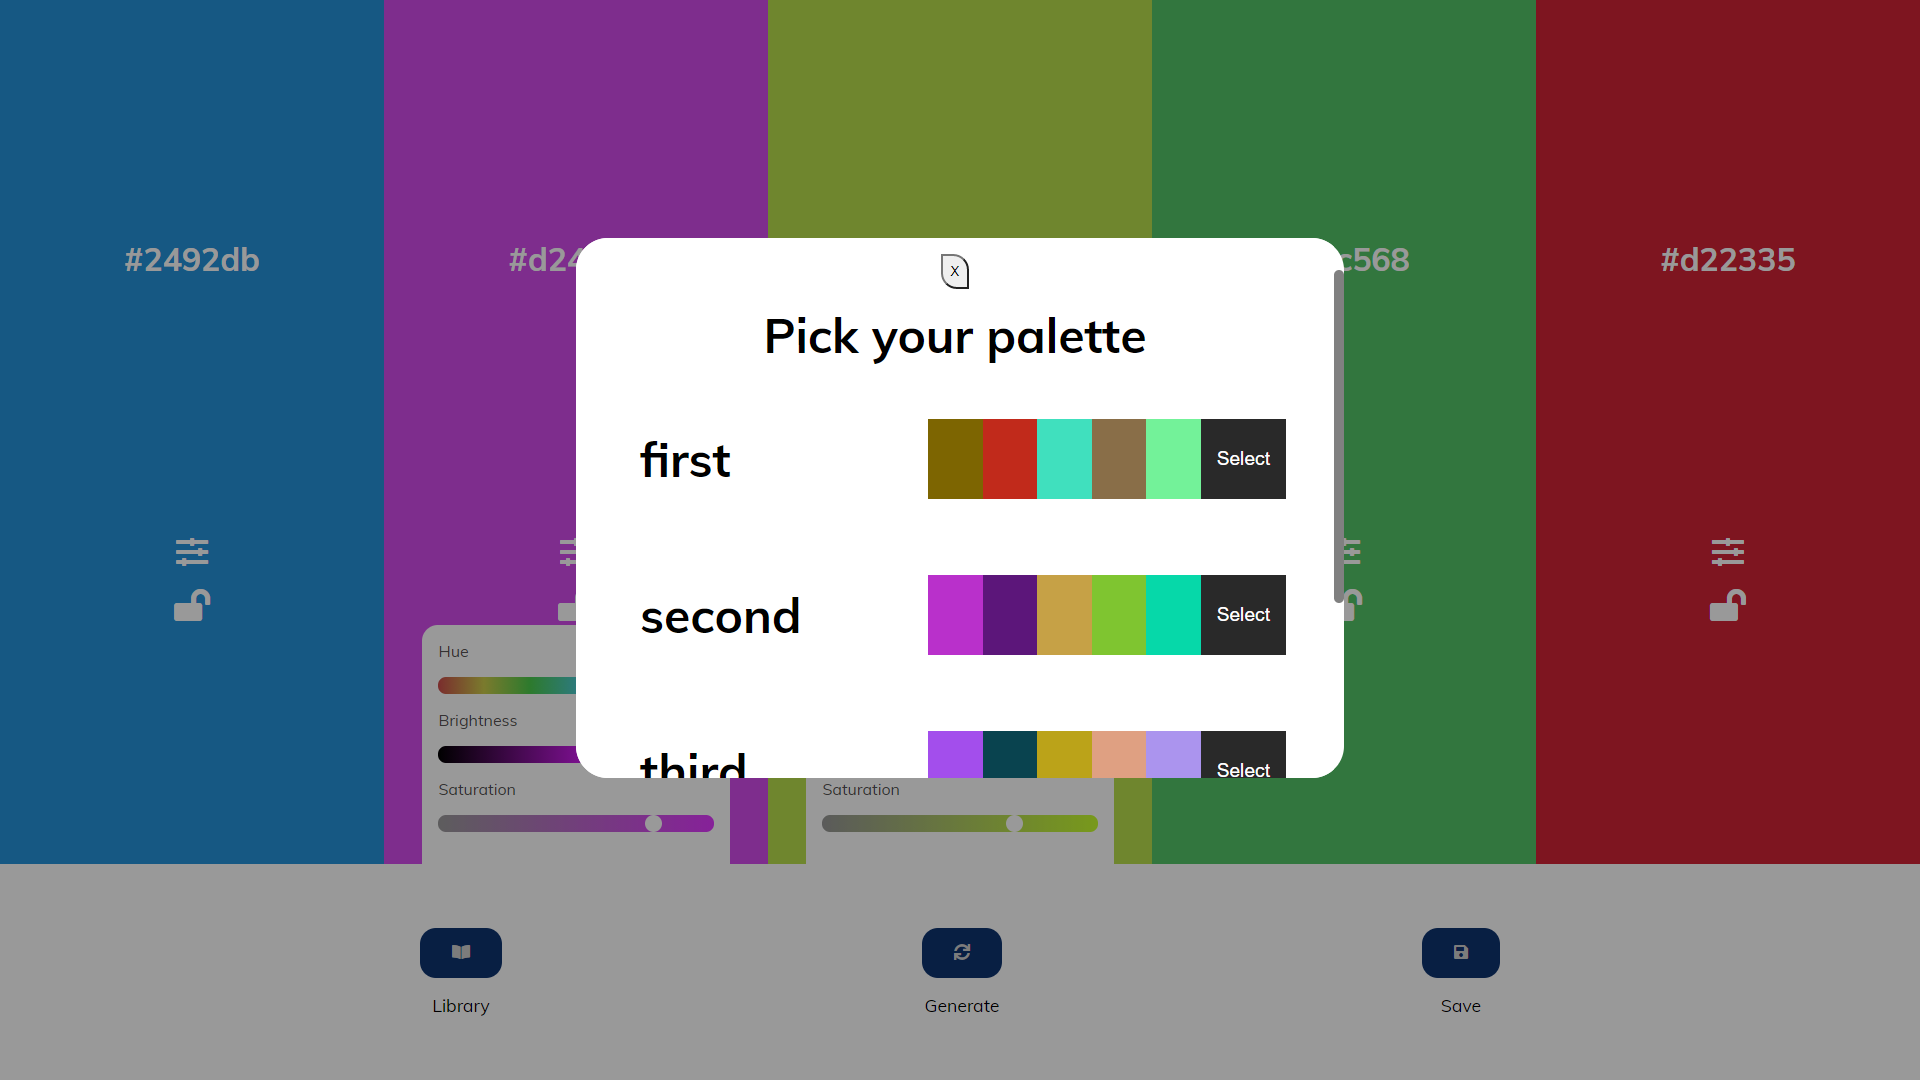 X
Pick your palette
#2492db
#d24
c568
#d22335
first
Select
second
Select
Hue
Brightness
third
Select
Saturation
Saturation
Library
Generate
Save